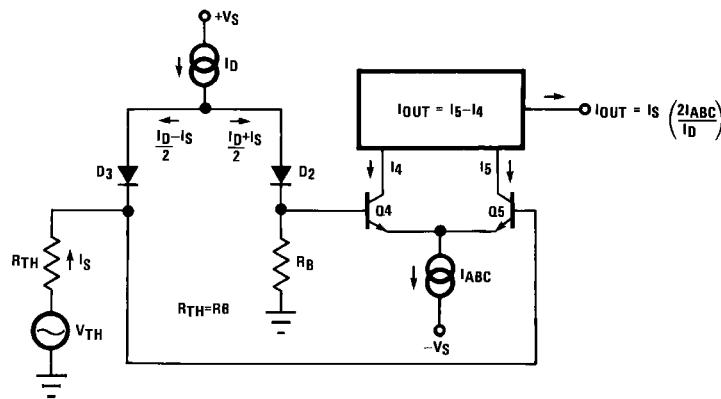 +VS
ID
IOUT = I5–I4
IOUT = IS (2IABC/ID)
ID/2–IS
ID/2+IS
D3
D2
I4
I5
Q4
Q5
RTH
IS
RB
IABC
RTH=RB
VTH
–VS